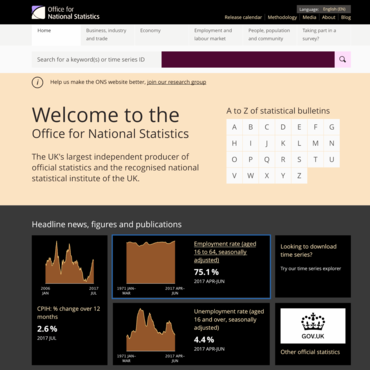 Office for
National Statistics
Language: English (EN)
Release calendar | Methodology | Media | About | Blog
Home
Business, industry and trade
Economy
Employment and labour market
People, population and community
Taking part in a survey?
Search for a keyword(s) or time series ID
Help us make the ONS website better, join our research group
Welcome to the
Office for National Statistics
The UK's largest independent producer of
official statistics and the recognised national
statistical institute of the UK.
A to Z of statistical bulletins
A B C D E F G
H I J K L M N
O P Q R S T U
V W X Y Z
Headline news, figures and publications
2006 JAN
2017 JUL
CPIH: % change over 12
months
2.6%
2017 JUL
1971 JAN-MAR
2017 APR-JUN
Employment rate (aged
16 to 64, seasonally
adjusted)
75.1%
2017 APR-JUN
1971 JAN-MAR
2017 APR-JUN
Unemployment rate (aged
16 and over, seasonally
adjusted)
4.4%
2017 APR-JUN
Looking to download
time series?
Try our time series explorer
GOV.UK
Other official statistics